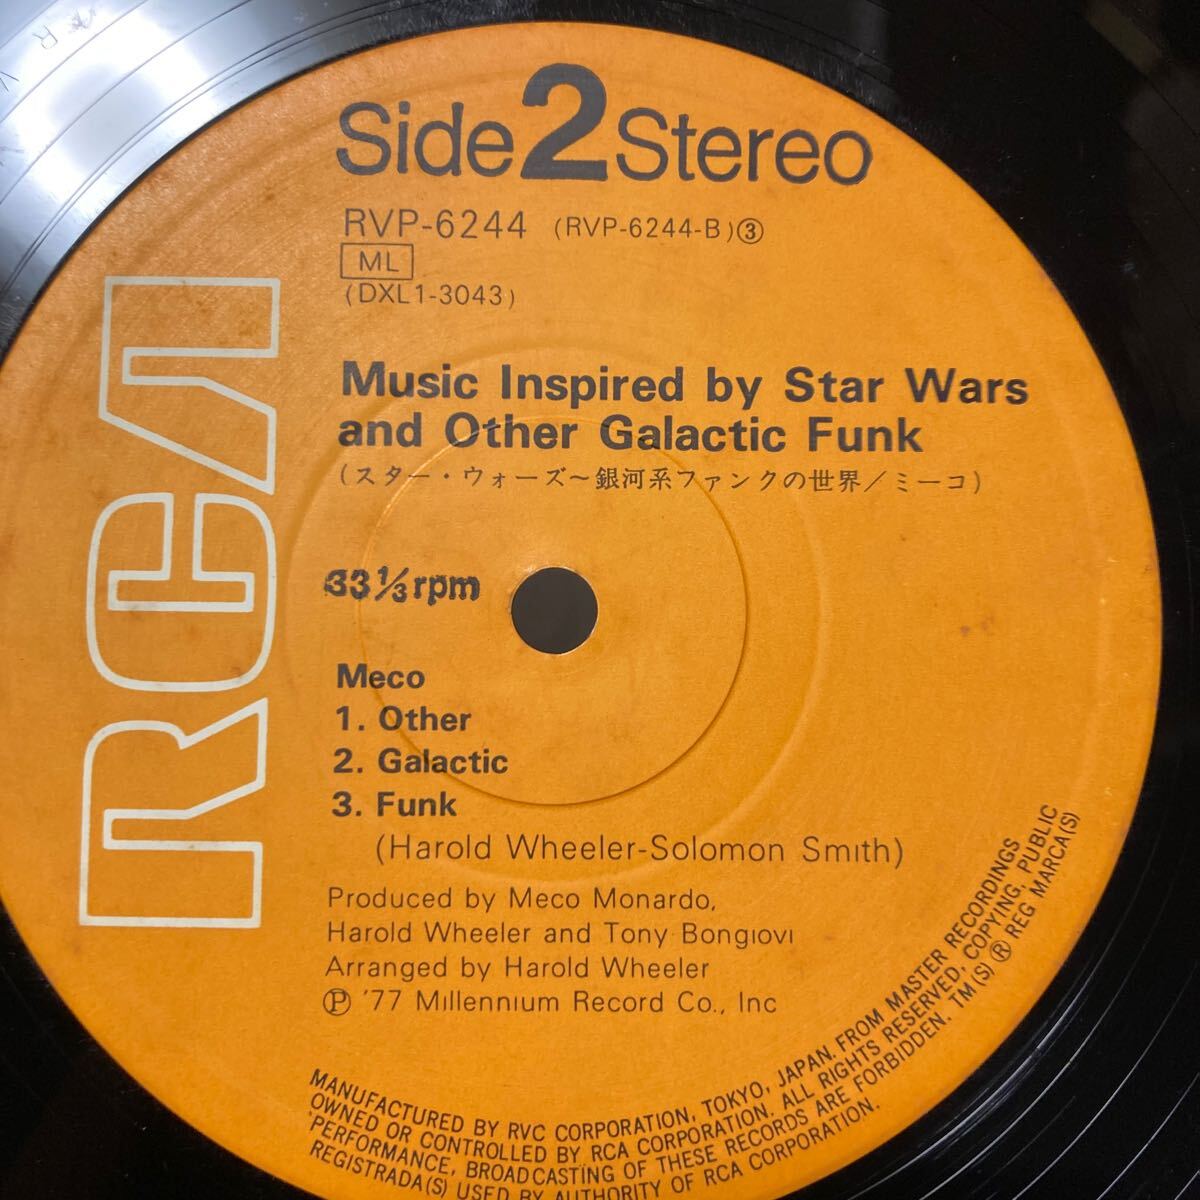 Side 2 Stereo
RVP-6244 (RVP-6244-B)③
ML
(DXL1-3043)
Music Inspired by Star Wars
and Other Galactic Funk
(スター・ウォーズ～銀河系ファンクの世界／ミーコ)
33⅓rpm
Meco
1. Other
2. Galactic
3. Funk
(Harold Wheeler-Solomon Smith)
Produced by Meco Monardo,
Harold Wheeler and Tony Bongiovi
Arranged by Harold Wheeler
℗ '77 Millennium Record Co., Inc
RCA
MANUFACTURED BY RVC CORPORATION, TOKYO, JAPAN. FROM MASTER RECORDINGS
OWNED OR CONTROLLED BY RCA CORPORATION. ALL RIGHTS RESERVED, COPYING, PUBLIC
'PERFORMANCE, BROADCASTING OF THESE RECORDS ARE FORBIDDEN. TM(S) ® REG MARCA(S)
REGISTRADA(S) USED BY AUTHORITY OF RCA CORPORATION.